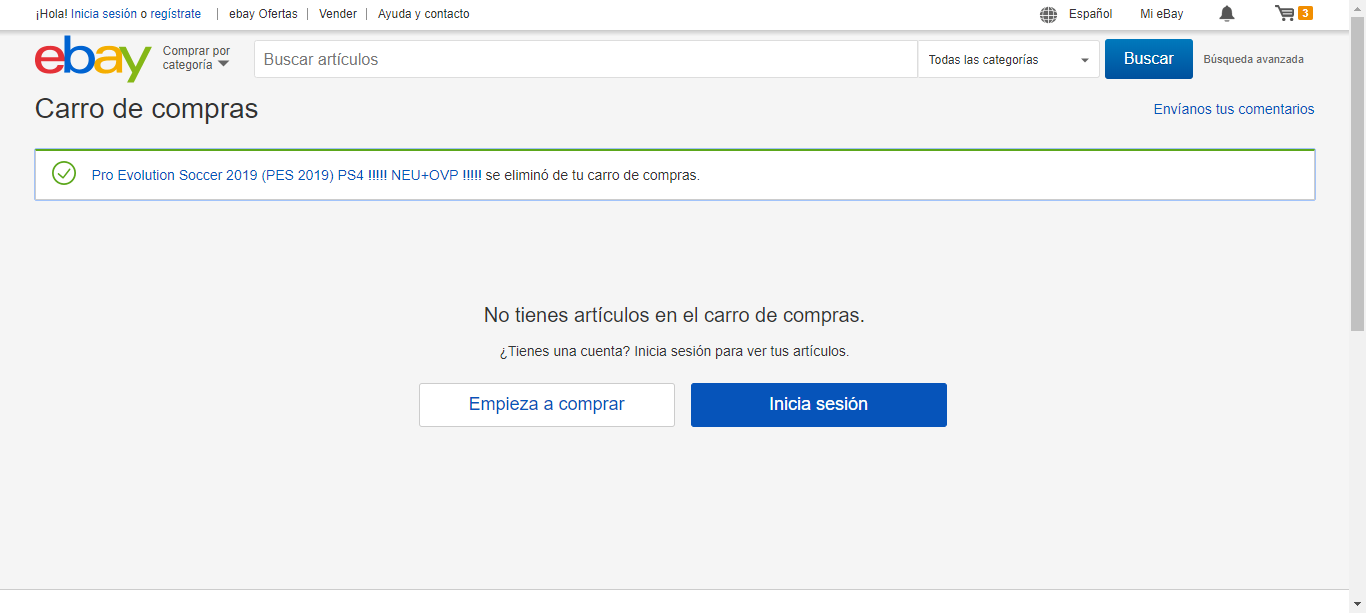 ¡Hola! Inicia sesión o regístrate | ebay Ofertas | Vender | Ayuda y contacto Español Mi eBay 3
ebay Comprar por categoría Buscar artículos Todas las categorías Buscar Búsqueda avanzada
Carro de compras Envíanos tus comentarios
Pro Evolution Soccer 2019 (PES 2019) PS4 !!!!! NEU+OVP !!!!! se eliminó de tu carro de compras.
No tienes artículos en el carro de compras.
¿Tienes una cuenta? Inicia sesión para ver tus artículos.
Empieza a comprar Inicia sesión